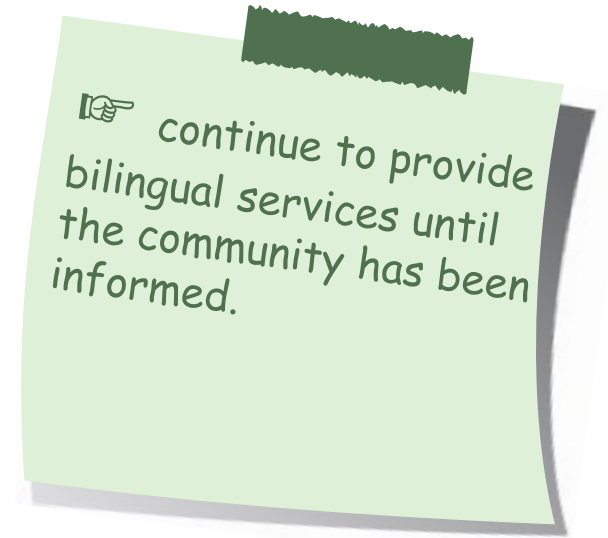 ☞ continue to provide
bilingual services until
the community has been
informed.